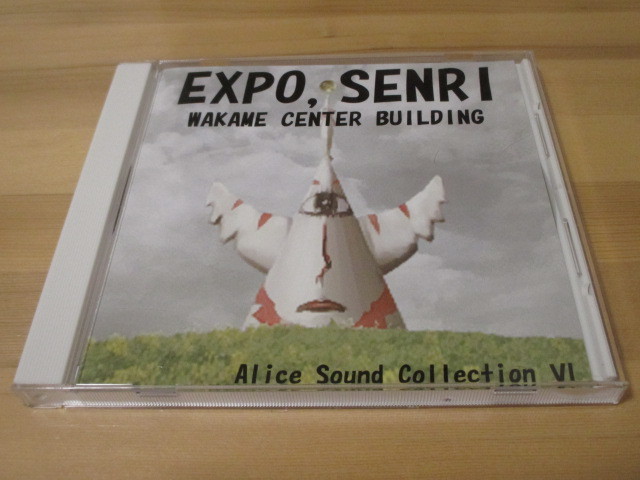 EXPO, SENRI
WAKAME CENTER BUILDING
Alice Sound Collection VI